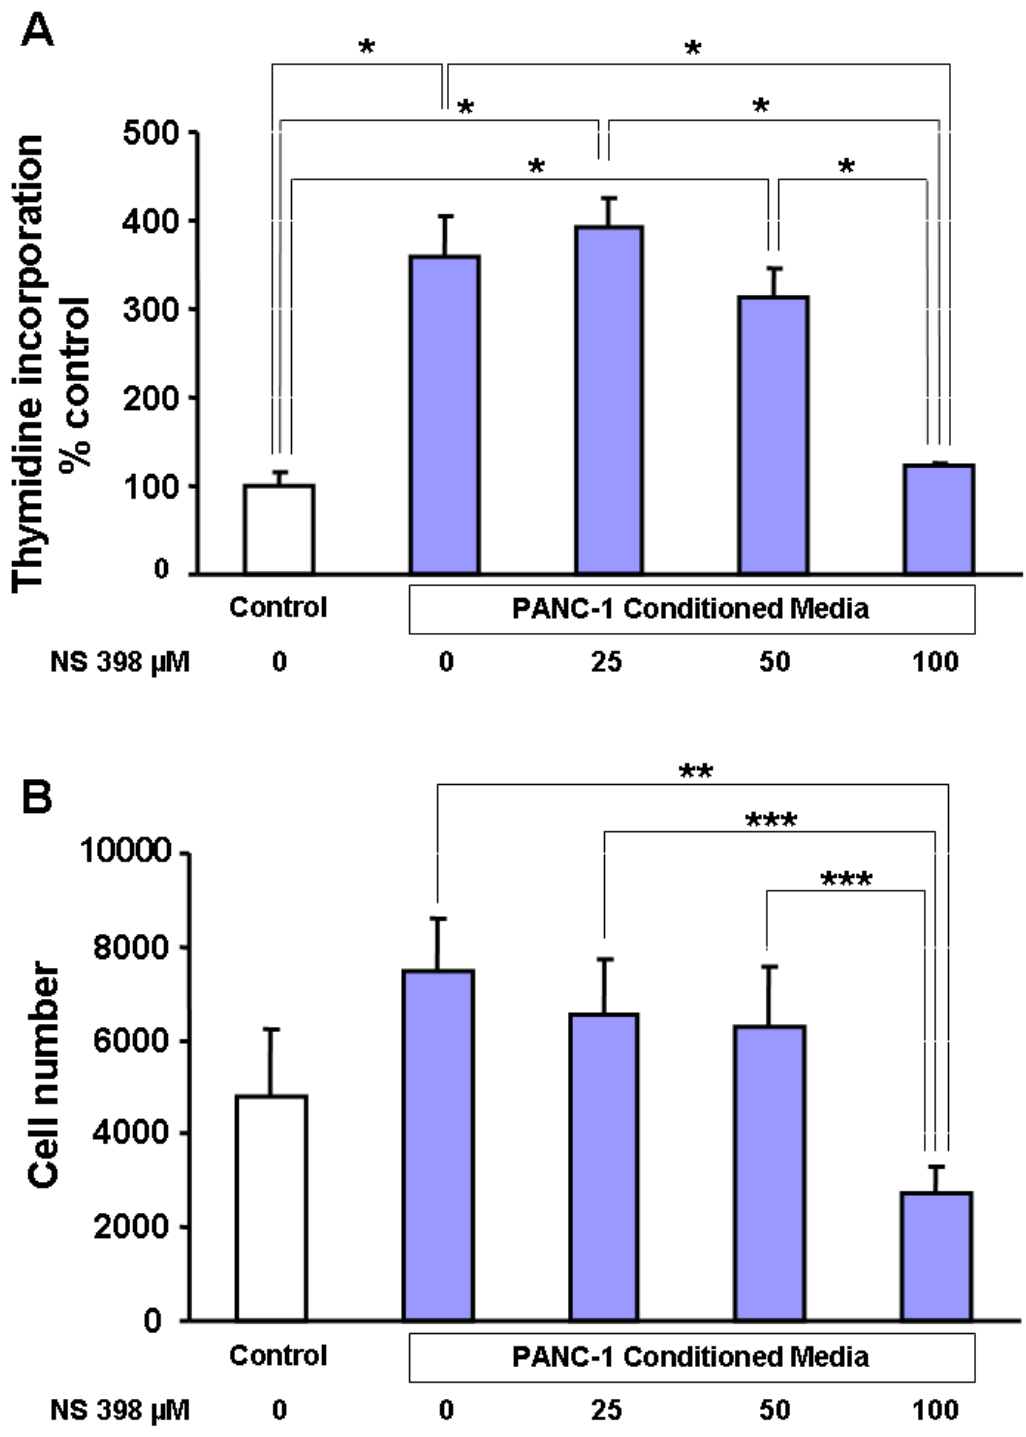 A
* *
* *
* *
500
400
300
200
100
0
Thymidine incorporation
% control
Control PANC-1 Conditioned Media
NS 398 µM 0 0 25 50 100
B
**
***
***
10000
8000
6000
4000
2000
0
Cell number
Control PANC-1 Conditioned Media
NS 398 µM 0 0 25 50 100